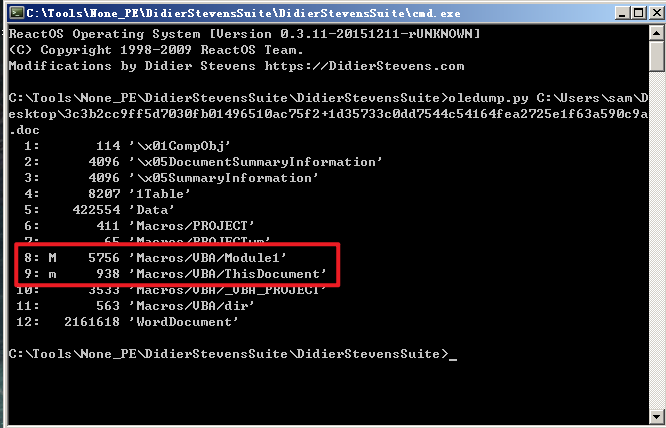 C:\Tools\None_PE\DidierStevensSuite\DidierStevensSuite\cmd.exe
ReactOS Operating System [Version 0.3.11-20151211-rUNKNOWN]
(C) Copyright 1998-2009 ReactOS Team.
Modifications by Didier Stevens https://DidierStevens.com
C:\Tools\None_PE\DidierStevensSuite\DidierStevensSuite>oledump.py C:\Users\sam\D
esktop\3c3b2cc9ff5d7030fb01496510ac75f2+1d35733c0dd7544c54164fea2725e1f63a590c9a
.doc
1: 114 '\x01CompObj'
2: 4096 '\x05DocumentSummaryInformation'
3: 4096 '\x05SummaryInformation'
4: 8207 '1Table'
5: 422554 'Data'
6: 411 'Macros/PROJECT'
7: 65 'Macros/PROJECTwm'
8: M 5756 'Macros/VBA/Module1'
9: m 938 'Macros/VBA/ThisDocument'
10: 3533 'Macros/VBA/_VBA_PROJECT'
11: 563 'Macros/VBA/dir'
12: 2161618 'WordDocument'
C:\Tools\None_PE\DidierStevensSuite\DidierStevensSuite>_